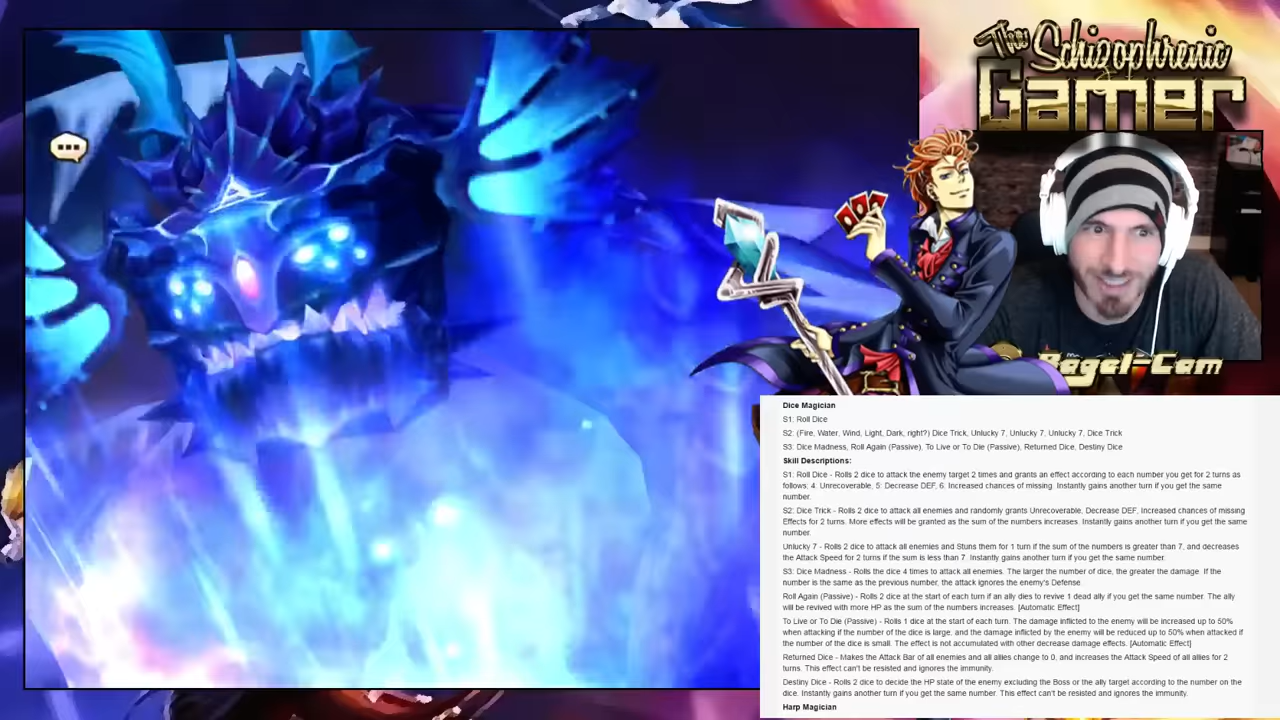 The Schizophrenic
Gamer
Bagel-Cam
Dice Magician
S1: Roll Dice
S2: (Fire, Water, Wind, Light, Dark, right?) Dice Trick, Unlucky 7, Unlucky 7, Unlucky 7, Dice Trick
S3: Dice Madness, Roll Again (Passive), To Live or To Die (Passive), Returned Dice, Destiny Dice
Skill Descriptions:
S1: Roll Dice - Rolls 2 dice to attack the enemy target 2 times and grants an effect according to each number you get for 2 turns as
follows; 4: Unrecoverable, 5: Decrease DEF, 6: Increased chances of missing. Instantly gains another turn if you get the same
number.
S2: Dice Trick - Rolls 2 dice to attack all enemies and randomly grants Unrecoverable, Decrease DEF, Increased chances of missing
Effects for 2 turns. More effects will be granted as the sum of the numbers increases. Instantly gains another turn if you get the same
number.
Unlucky 7 - Rolls 2 dice to attack all enemies and Stuns them for 1 turn if the sum of the numbers is greater than 7, and decreases
the Attack Speed for 2 turns if the sum is less than 7. Instantly gains another turn if you get the same number.
S3: Dice Madness - Rolls the dice 4 times to attack all enemies. The larger the number of dice, the greater the damage. If the
number is the same as the previous number, the attack ignores the enemy's Defense.
Roll Again (Passive) - Rolls 2 dice at the start of each turn if an ally dies to revive 1 dead ally if you get the same number. The ally
will be revived with more HP as the sum of the numbers increases. [Automatic Effect]
To Live or To Die (Passive) - Rolls 1 dice at the start of each turn. The damage inflicted to the enemy will be increased up to 50%
when attacking if the number of the dice is large, and the damage inflicted by the enemy will be reduced up to 50% when attacked if
the number of the dice is small. The effect is not accumulated with other decrease damage effects. [Automatic Effect]
Returned Dice - Makes the Attack Bar of all enemies and all allies change to 0, and increases the Attack Speed of all allies for 2
turns. This effect can't be resisted and ignores the immunity.
Destiny Dice - Rolls 2 dice to decide the HP state of the enemy excluding the Boss or the ally target according to the number on the
dice. Instantly gains another turn if you get the same number. This effect can't be resisted and ignores the immunity.
Harp Magician